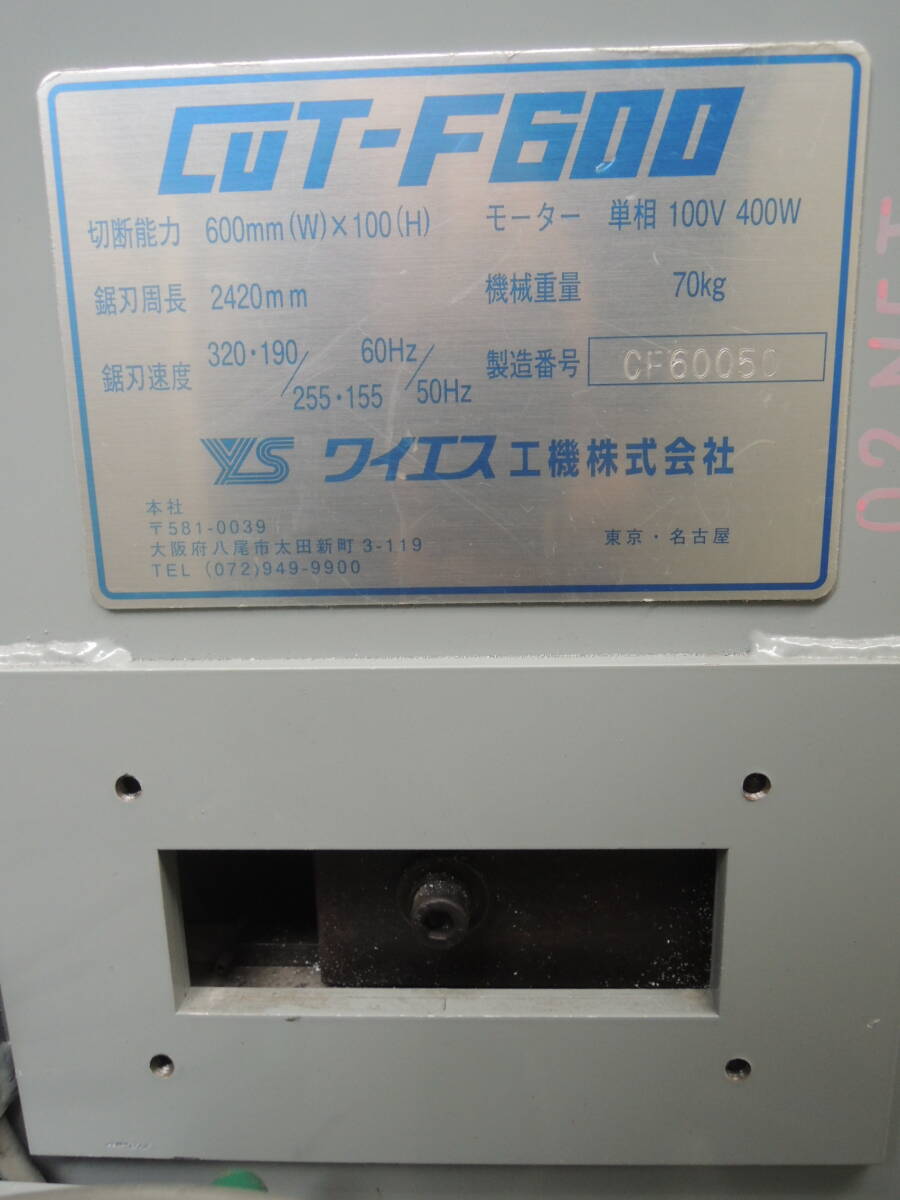 CUT-F600
切断能力 600mm(W)×100(H) モーター 単相 100V 400W
鋸刃周長 2420mm 機械重量 70kg
鋸刃速度 320・190/255・155 60Hz/50Hz 製造番号 CF60050
YS ワイエス工機株式会社
本社
〒581-0039
大阪府八尾市太田新町 3-119 東京・名古屋
TEL (072)949-9900